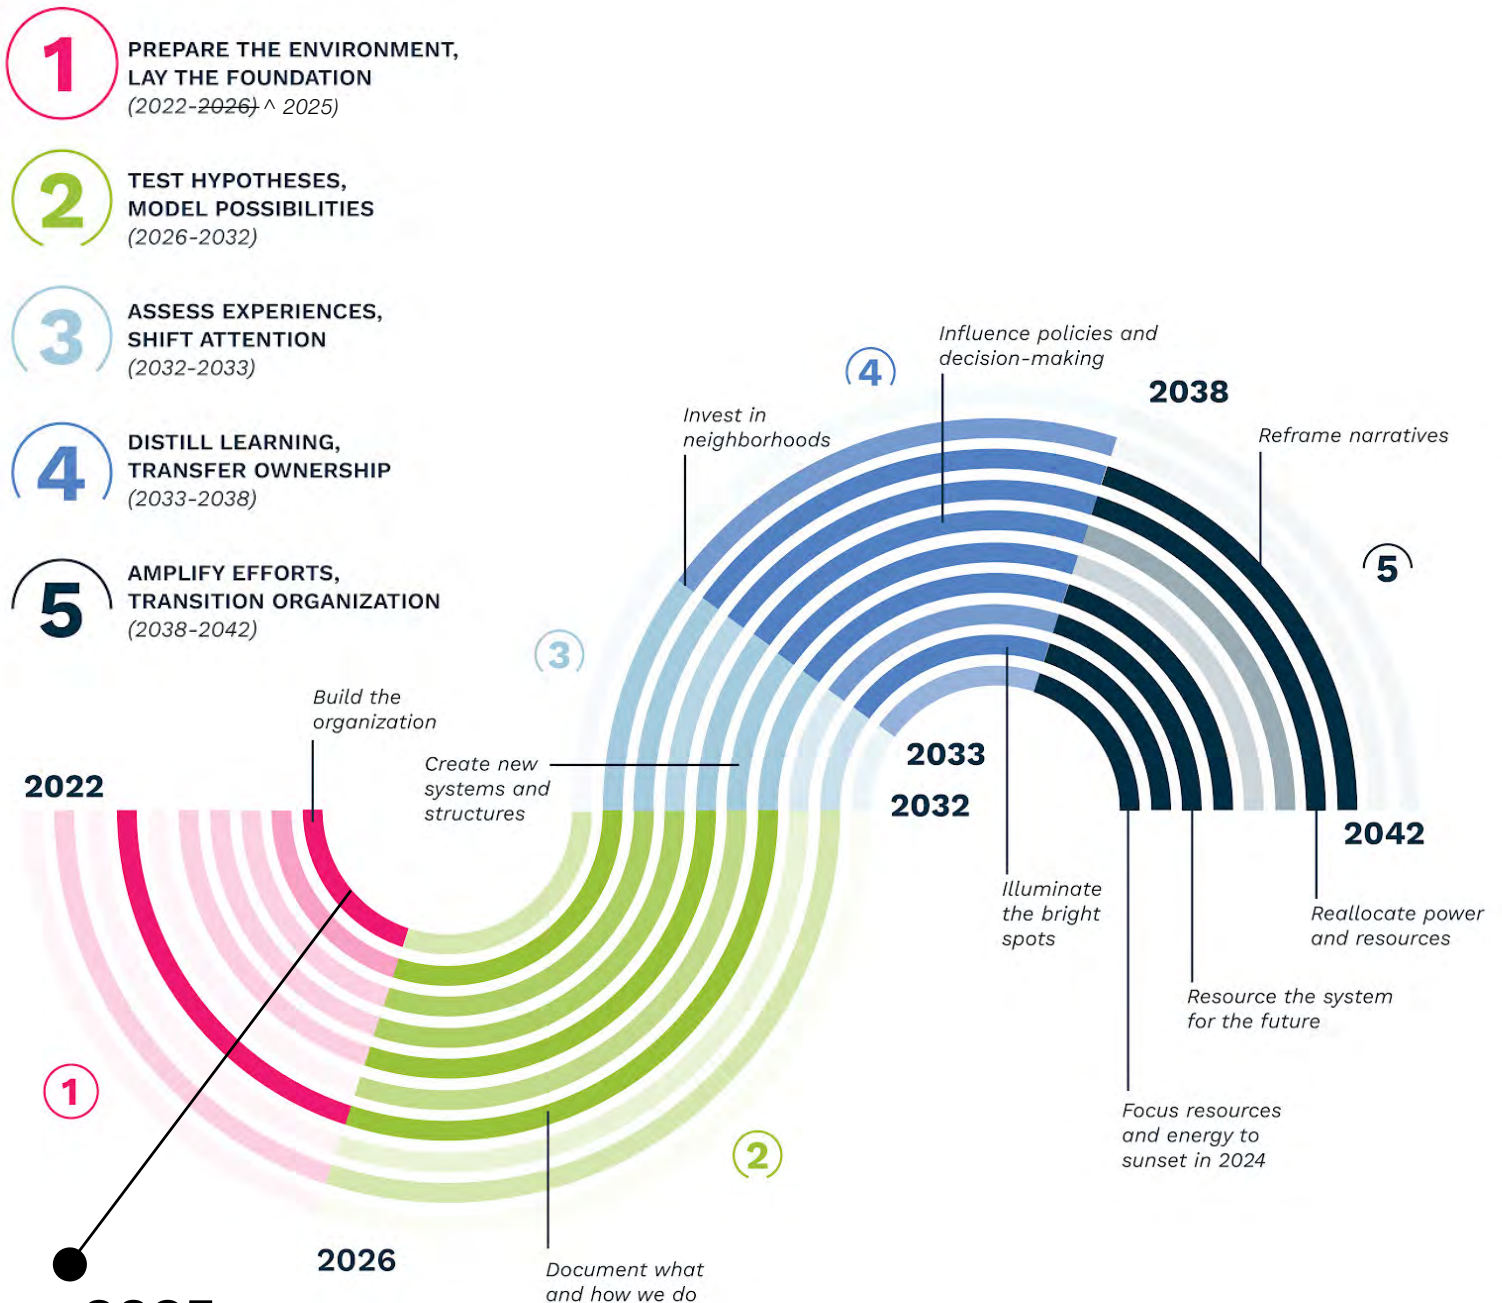 1
PREPARE THE ENVIRONMENT,
LAY THE FOUNDATION
(2022-2026) ^ 2025)
2
TEST HYPOTHESES,
MODEL POSSIBILITIES
(2026-2032)
3
ASSESS EXPERIENCES,
SHIFT ATTENTION
(2032-2033)
4
DISTILL LEARNING,
TRANSFER OWNERSHIP
(2033-2038)
5
AMPLIFY EFFORTS,
TRANSITION ORGANIZATION
(2038-2042)
Influence policies and
decision-making
4
2038
Invest in
neighborhoods
Reframe narratives
5
3
Build the
organization
Create new
systems and
structures
2022
2033
2032
2042
Illuminate
the bright
spots
Reallocate power
and resources
Resource the system
for the future
Focus resources
and energy to
sunset in 2024
1
2
2026
Document what
and how we do